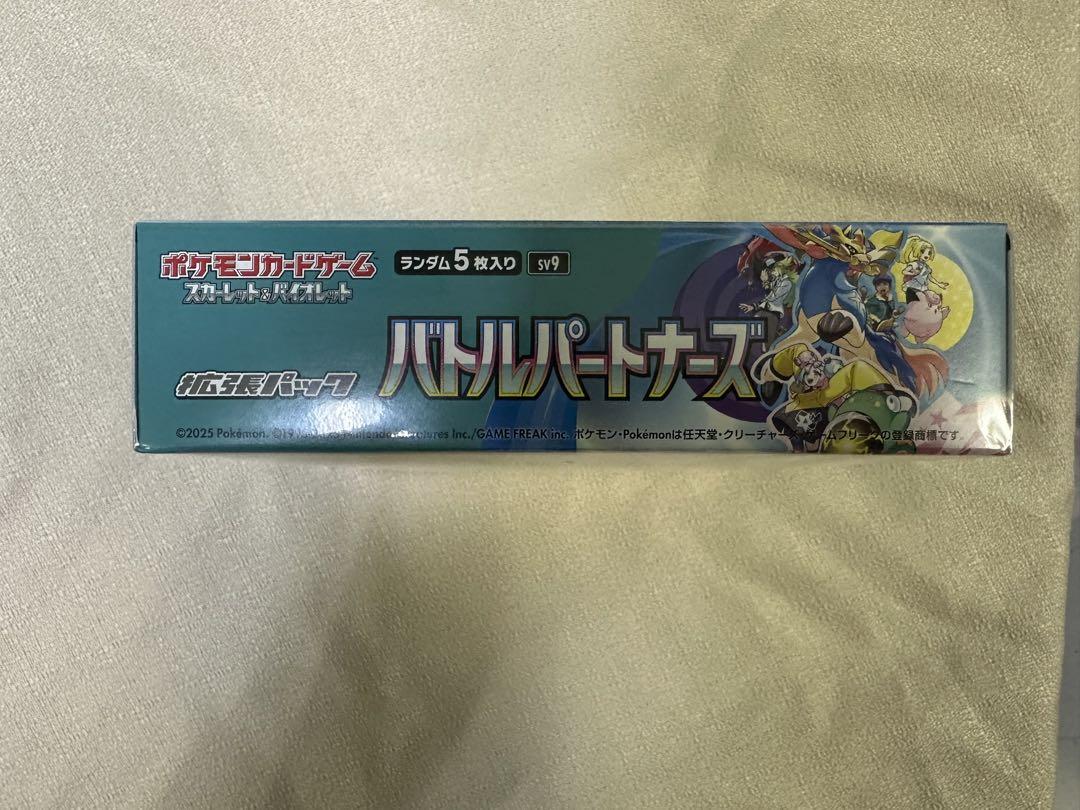 ポケモンカードゲーム
スカーレット&バイオレット
ランダム5枚入り
SV9
拡張パック
バトルパートナーズ
©2025 Pokémon. ©19 Inc./GAME FREAK inc. ポケモン・Pokémonは任天堂・クリーチャーズ・ゲームフリークの登録商標です。